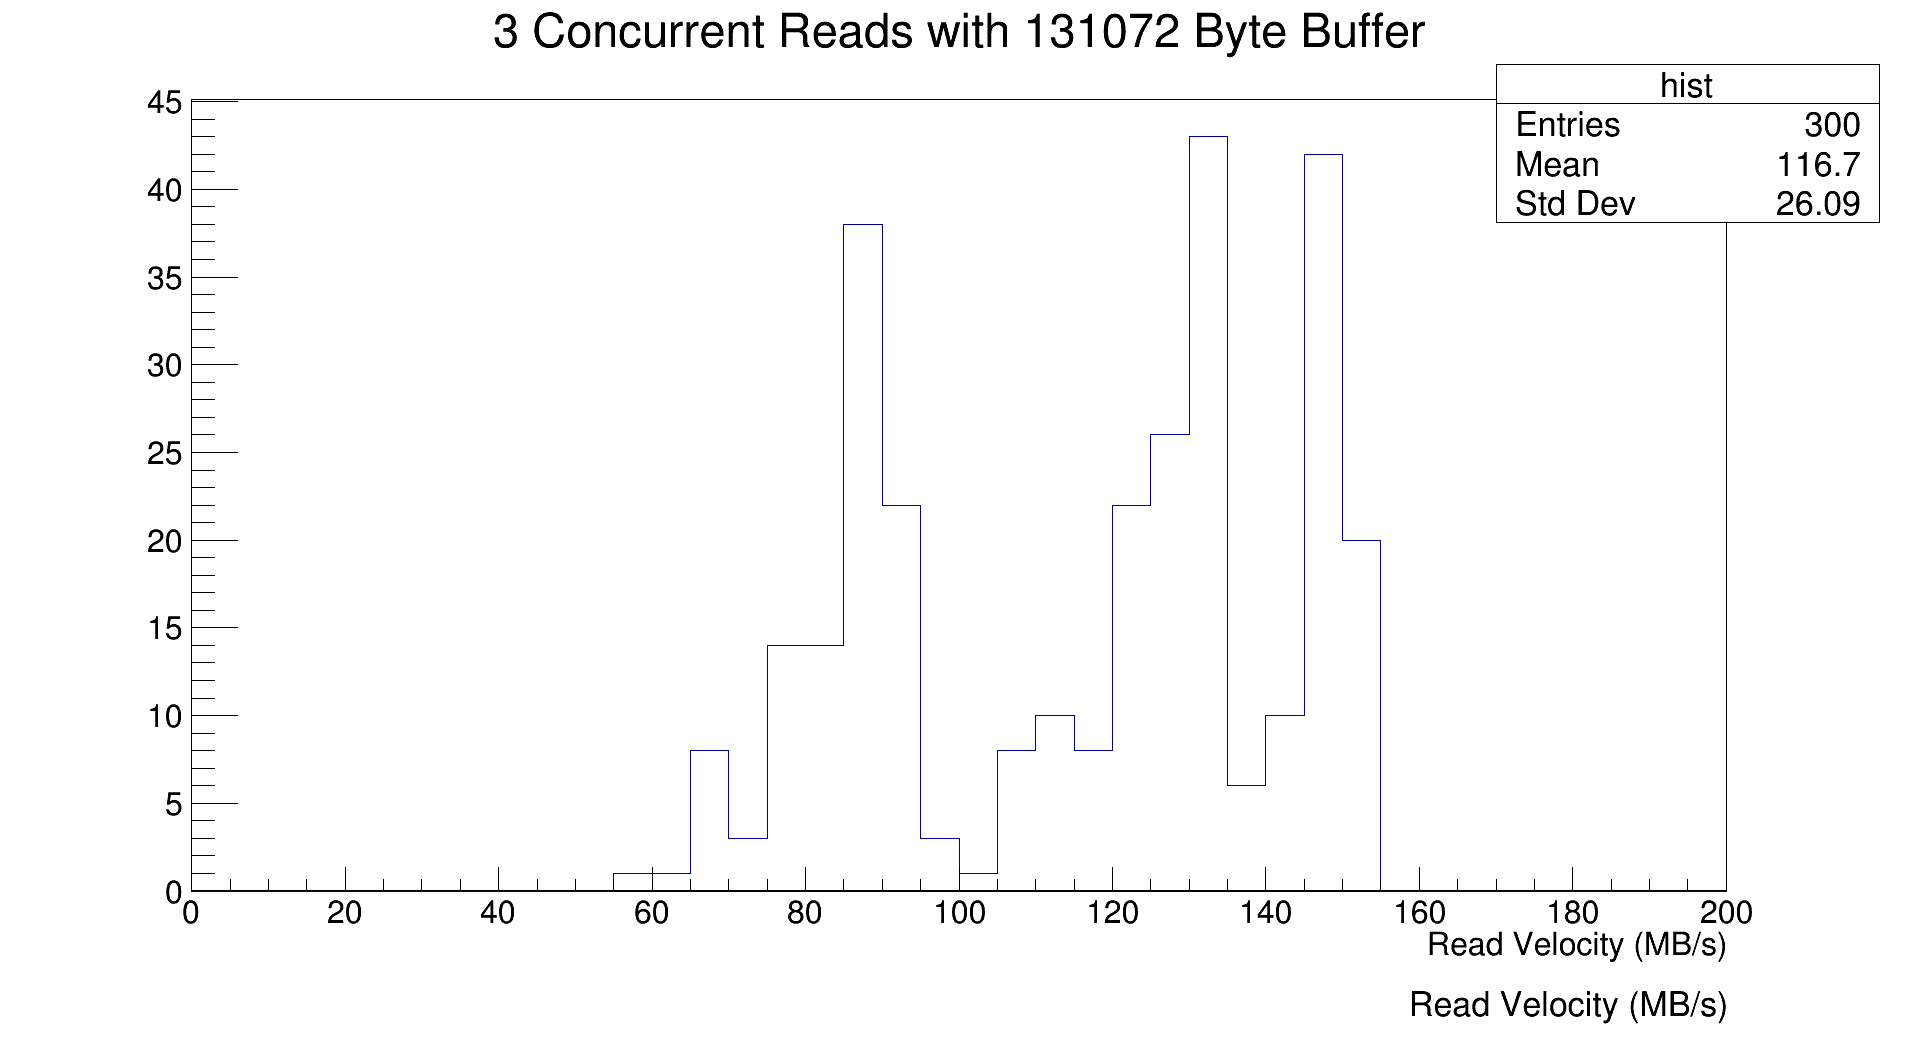 3 Concurrent Reads with 131072 Byte Buffer
hist
Entries 300
Mean 116.7
Std Dev 26.09
45
40
35
30
25
20
15
10
5
0
0 20 40 60 80 100 120 140 160 180 200
Read Velocity (MB/s)
Read Velocity (MB/s)